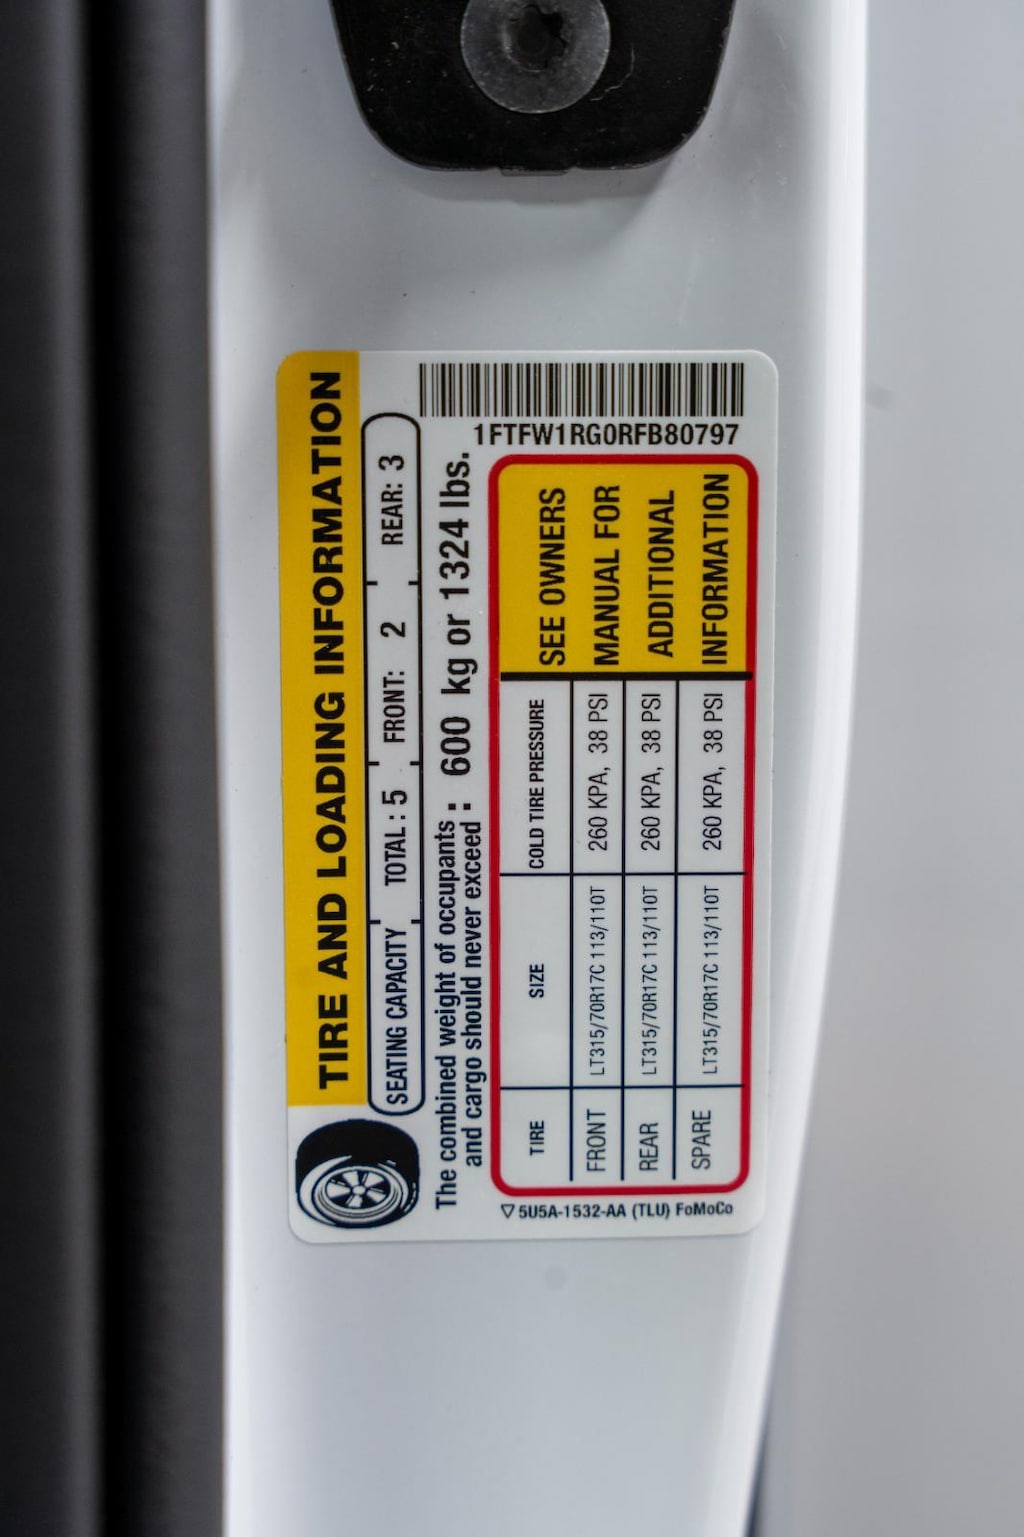 TIRE AND LOADING INFORMATION
SEATING CAPACITY TOTAL : 5 FRONT: 2 REAR: 3
The combined weight of occupants
and cargo should never exceed : 600 kg or 1324 lbs.
1FTFW1RG0RFB80797
TIRE SIZE COLD TIRE PRESSURE
FRONT LT315/70R17C 113/110T 260 KPA, 38 PSI
REAR LT315/70R17C 113/110T 260 KPA, 38 PSI
SPARE LT315/70R17C 113/110T 260 KPA, 38 PSI
SEE OWNERS
MANUAL FOR
ADDITIONAL
INFORMATION
▽ 5U5A-1532-AA (TLU) FoMoCo